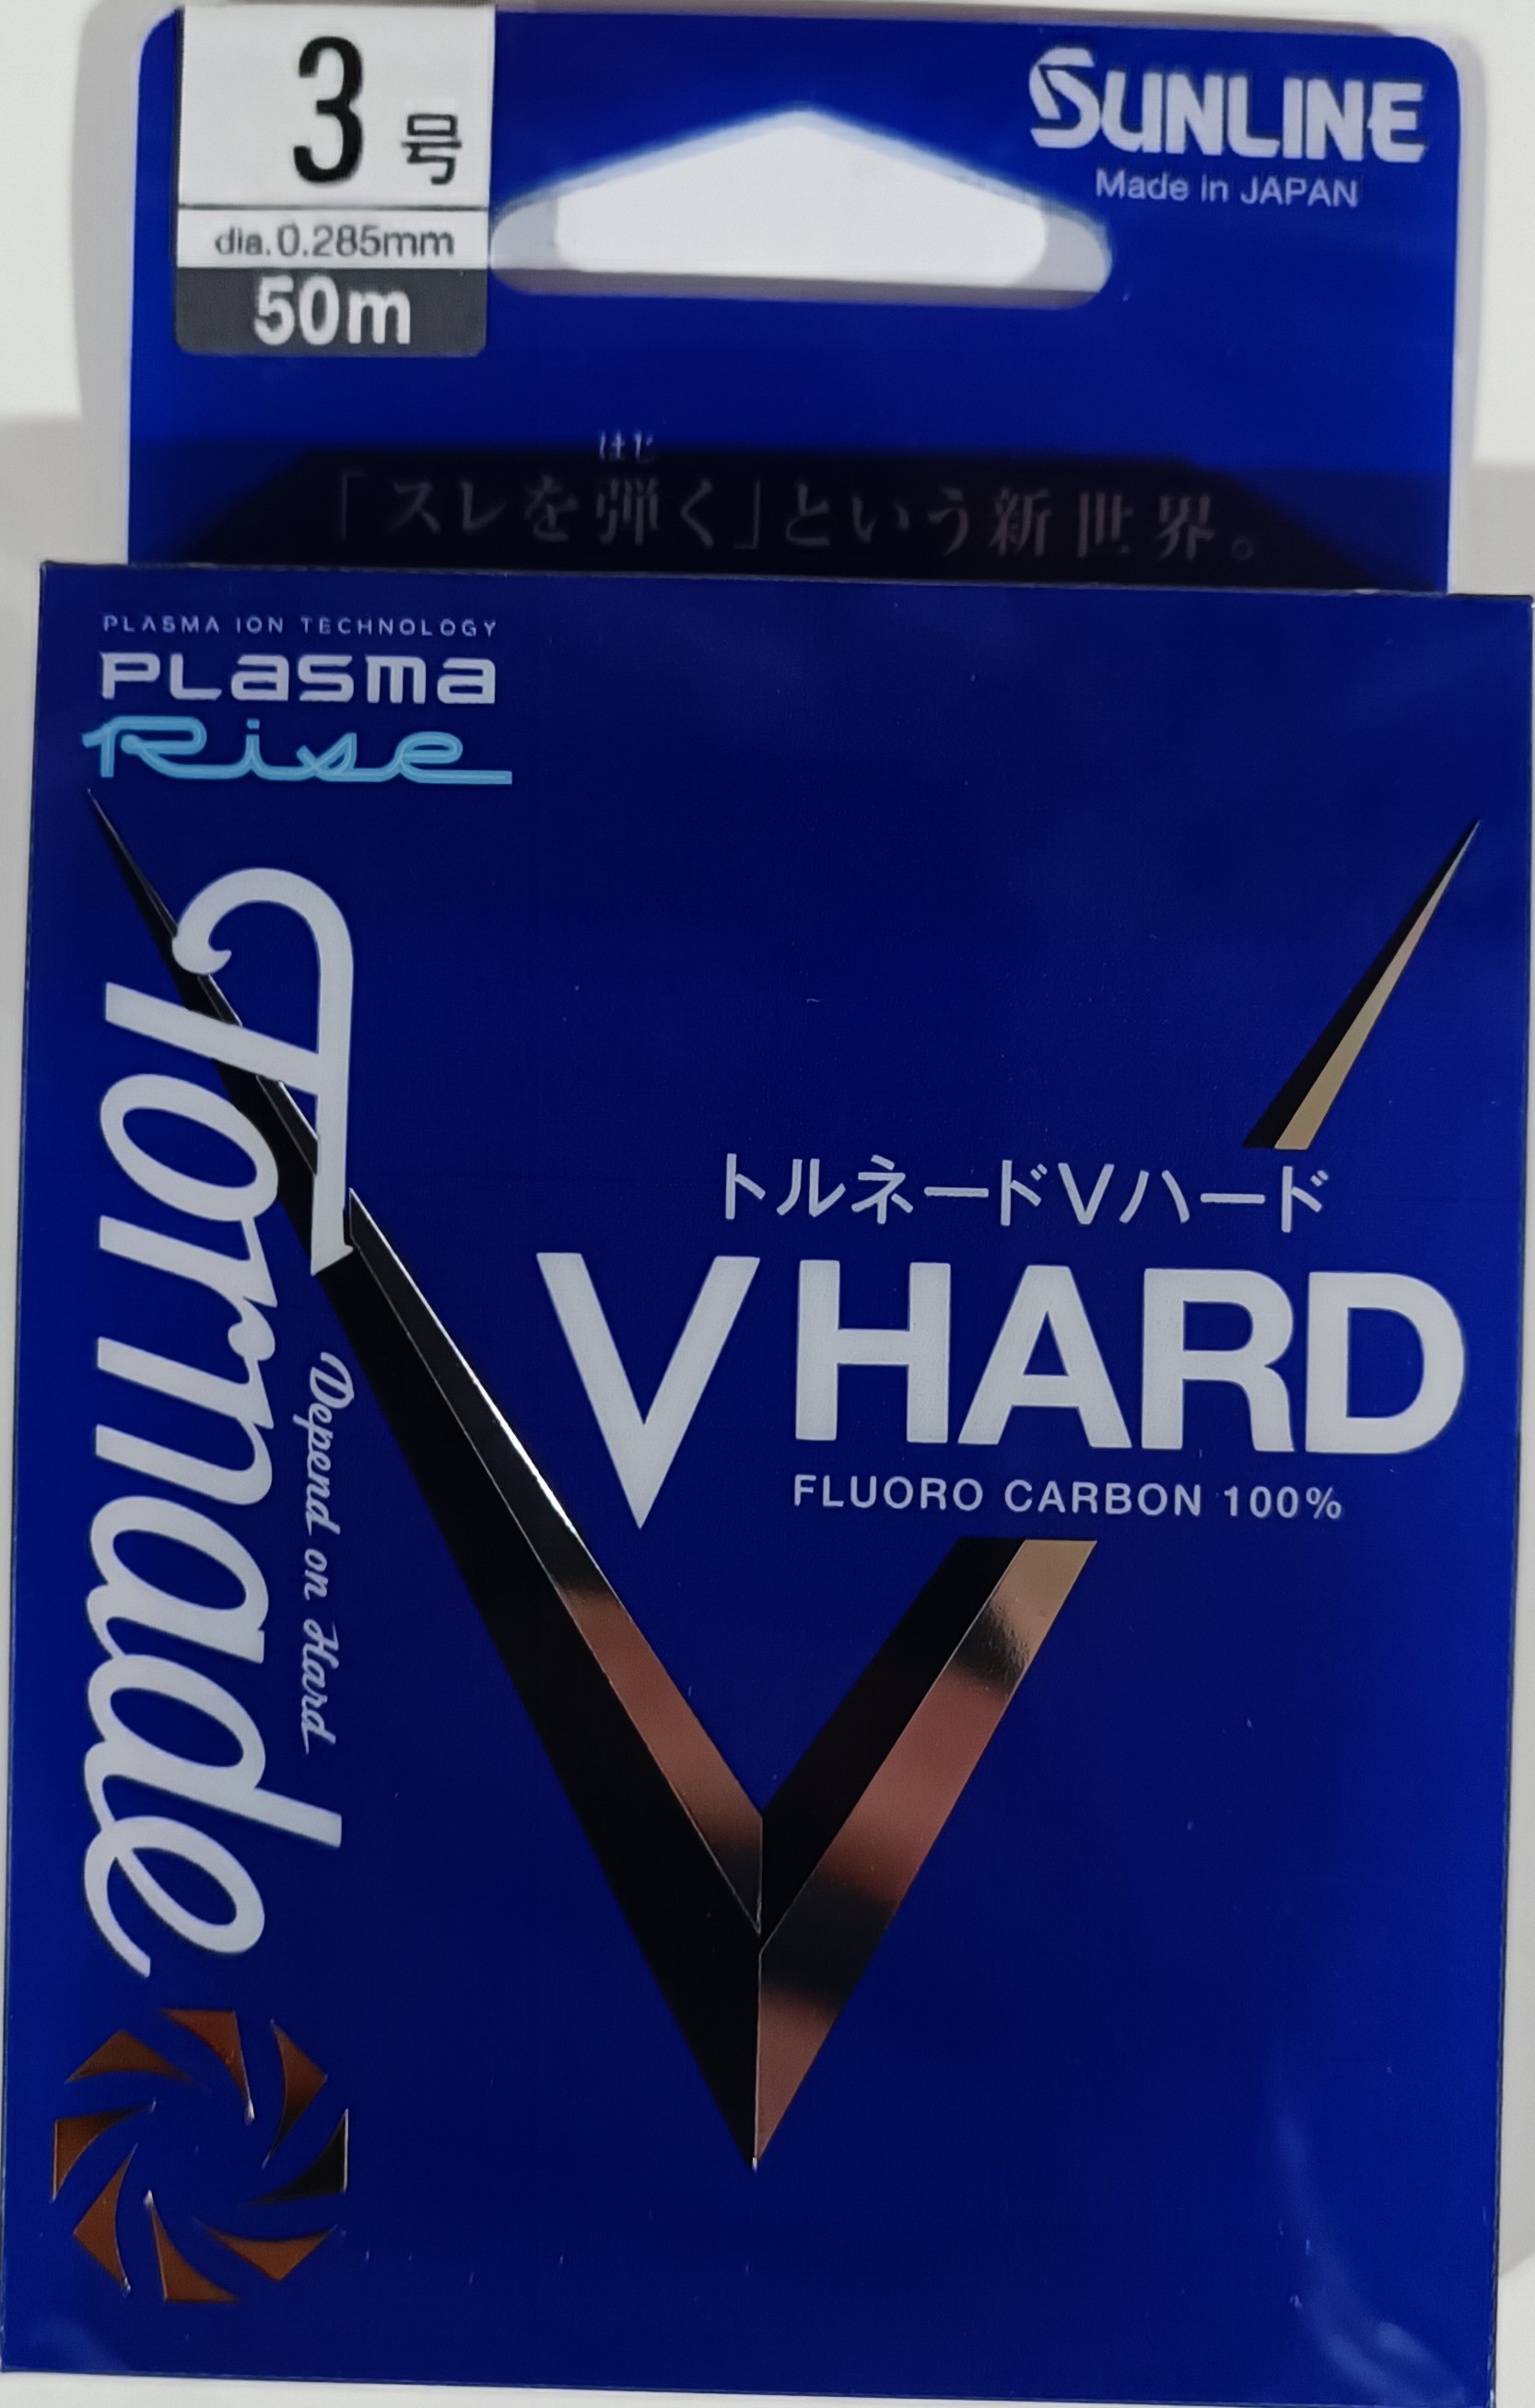 3号
dia.0.285mm
50m
SUNLINE
Made in JAPAN
はじ
「スレを弾く」という新世界。
PLASMA ION TECHNOLOGY
PLasma
Rise
Tornade
Depend on Hard
トルネードVハード
V HARD
FLUORO CARBON 100%